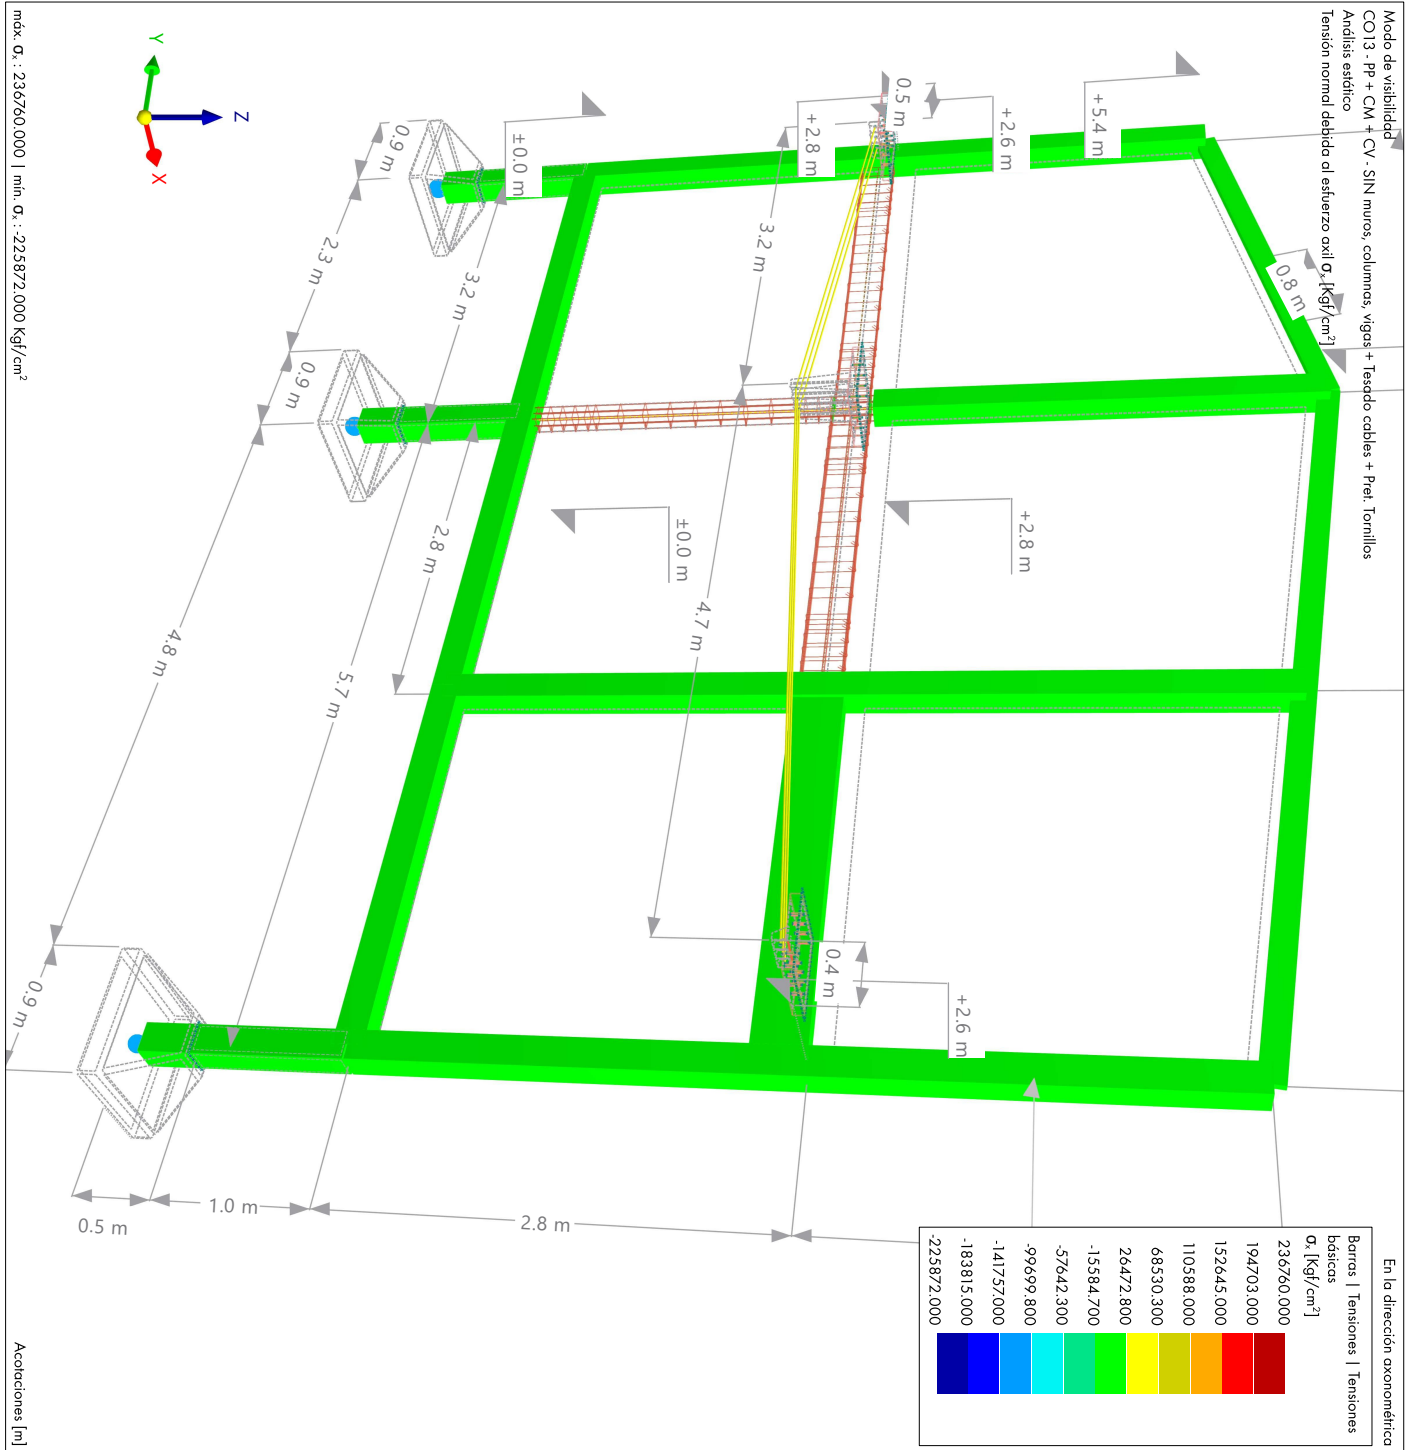 Modo de visibilidad
CO13 - PP + CM + CV - SIN muros, columnas, vigas + Tesado cables + Pret. Tornillos
Análisis estático
Tensión normal debida al esfuerzo axil σx [Kgf/cm²]
En la dirección axonométrica
Barras | Tensiones | Tensiones
básicas
σx [Kgf/cm²]
236760.000
194703.000
152645.000
110588.000
68530.300
26472.800
-15584.700
-57642.300
-99699.800
-141757.000
-183815.000
-225872.000
+5.4 m
+2.6 m
0.5 m
+2.8 m
±0.0 m
0.8 m
3.2 m
0.9 m
2.3 m
3.2 m
0.9 m
+2.8 m
±0.0 m
2.8 m
4.7 m
4.8 m
5.7 m
0.4 m
+2.6 m
0.9 m
0.5 m
1.0 m
2.8 m
Z
Y
X
máx. σx : 236760.000 | mín. σx : -225872.000 Kgf/cm²
Acotaciones [m]